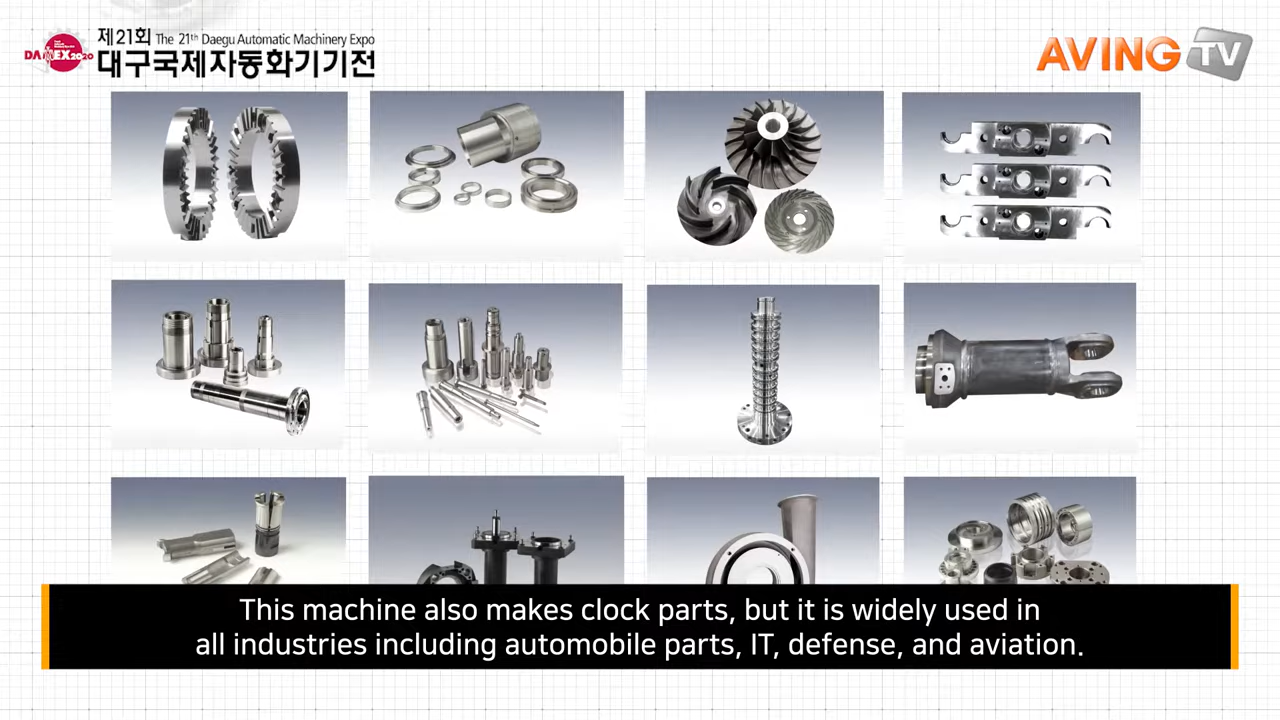 제21회 The 21th Daegu Automatic Machinery Expo
DAMEX2020 대구국제자동화기기전
AVING TV
This machine also makes clock parts, but it is widely used in
all industries including automobile parts, IT, defense, and aviation.